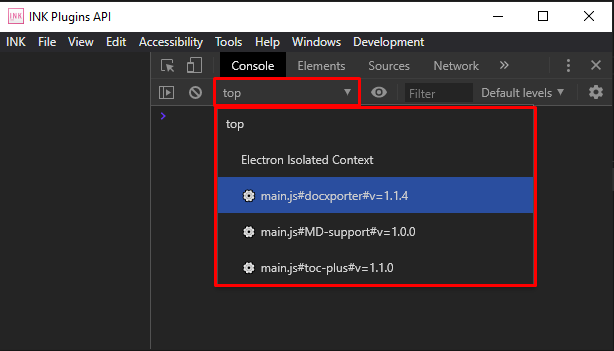 INK INK Plugins API
INK File View Edit Accessibility Tools Help Windows Development
Console Elements Sources Network »
top Filter Default levels
top
Electron Isolated Context
main.js#docxporter#v=1.1.4
main.js#MD-support#v=1.0.0
main.js#toc-plus#v=1.1.0